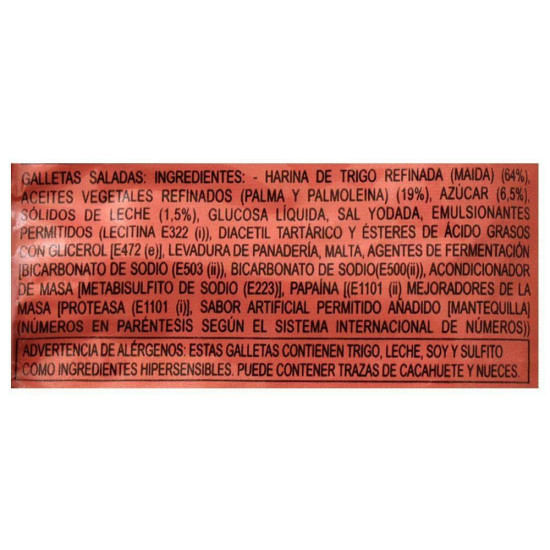 GALLETAS SALADAS: INGREDIENTES: - HARINA DE TRIGO REFINADA (MAIDA) (64%),
ACEITES VEGETALES REFINADOS (PALMA Y PALMOLEINA) (19%), AZÚCAR (6,5%),
SÓLIDOS DE LECHE (1,5%), GLUCOSA LÍQUIDA, SAL YODADA, EMULSIONANTES
PERMITIDOS (LECITINA E322 (i)), DIACETIL TARTÁRICO Y ÉSTERES DE ÁCIDO GRASOS
CON GLICEROL [E472 (e)], LEVADURA DE PANADERÍA, MALTA, AGENTES DE FERMENTACIÓN
[BICARBONATO DE SODIO (E503 (ii)), BICARBONATO DE SODIO(E500(ii)), ACONDICIONADOR
DE MASA [METABISULFITO DE SODIO (E223)], PAPAÍNA [(E1101 (ii) MEJORADORES DE LA
MASA [PROTEASA (E1101 (i)], SABOR ARTIFICIAL PERMITIDO AÑADIDO [MANTEQUILLA]
(NÚMEROS EN PARÉNTESIS SEGÚN EL SISTEMA INTERNACIONAL DE NÚMEROS))
ADVERTENCIA DE ALÉRGENOS: ESTAS GALLETAS CONTIENEN TRIGO, LECHE, SOY Y SULFITO
COMO INGREDIENTES HIPERSENSIBLES. PUEDE CONTENER TRAZAS DE CACAHUETE Y NUECES.